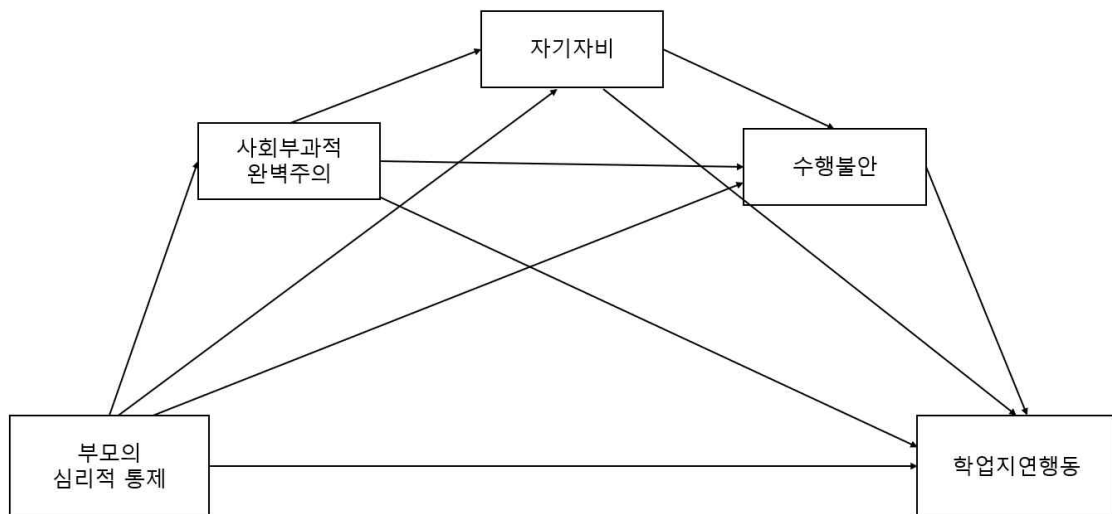 자기자비
사회부과적
완벽주의
수행불안
부모의
심리적 통제
학업지연행동